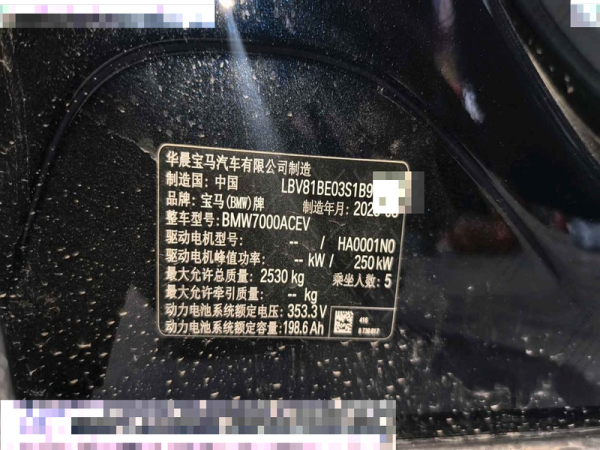 华晨宝马汽车有限公司制造
制造国: 中国 LBV81BE03S1B9
品牌: 宝马(BMW)牌 制造年月: 202
整车型号: BMW7000ACEV
驱动电机型号: -- / HA0001N0
驱动电机峰值功率: -- kW / 250 kW
最大允许总质量: 2530 kg 乘坐人数: 5
最大允许牵引质量: -- kg
动力电池系统额定电压: 353.3 V
动力电池系统额定容量: 198.6 Ah